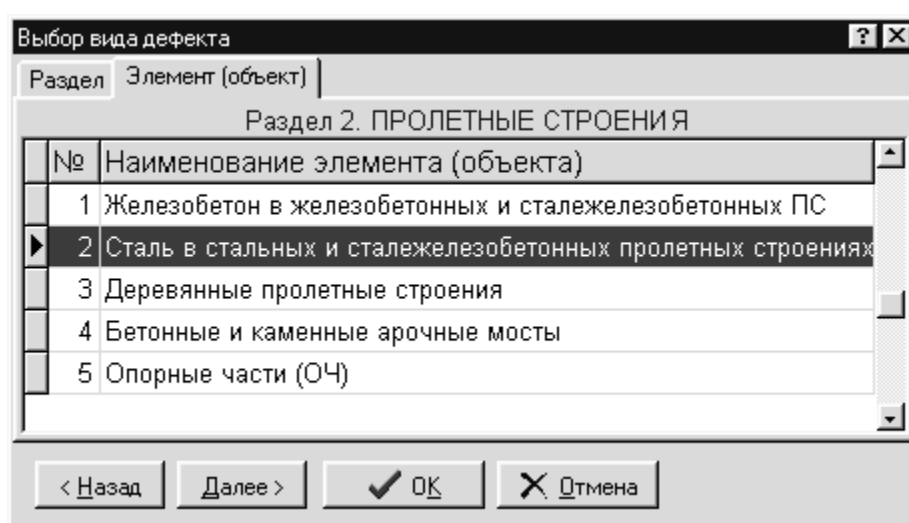 Выбор вида дефекта
Раздел Элемент (объект)
Раздел 2. ПРОЛЕТНЫЕ СТРОЕНИЯ
№ Наименование элемента (объекта)
1 Железобетон в железобетонных и сталежелезобетонных ПС
2 Сталь в стальных и сталежелезобетонных пролетных строениях
3 Деревянные пролетные строения
4 Бетонные и каменные арочные мосты
5 Опорные части (ОЧ)
< Назад Далее > OK Отмена